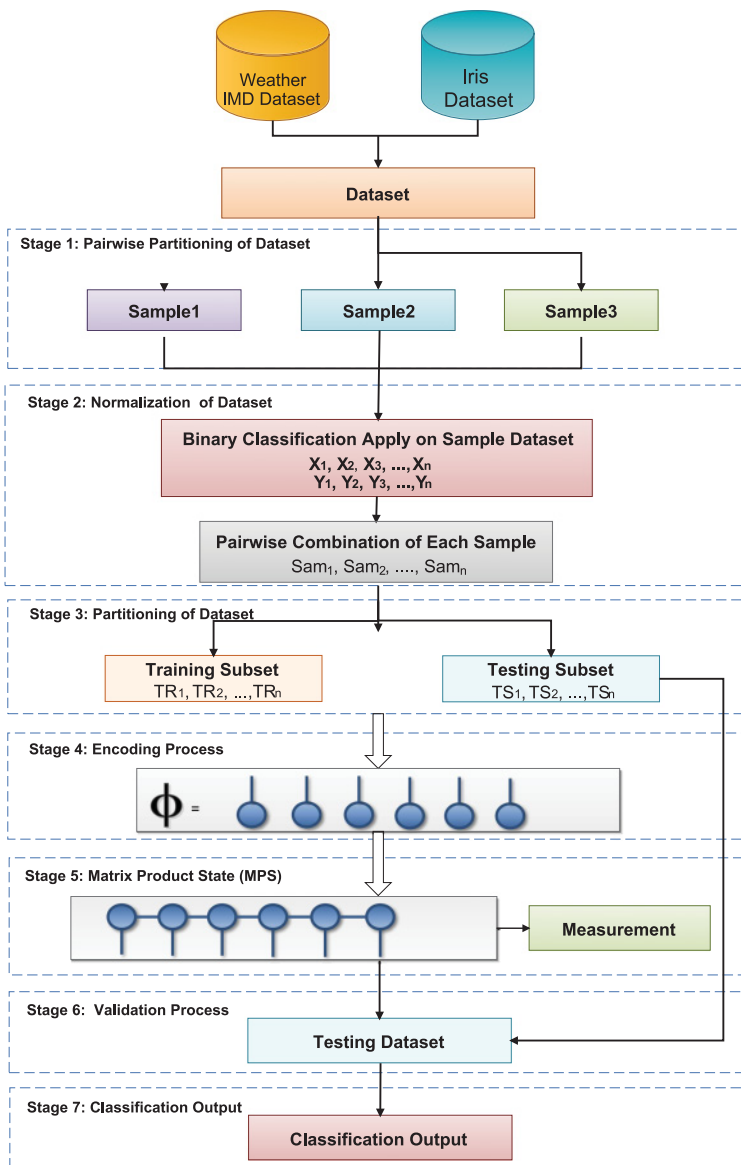 Weather
IMD Dataset
Iris
Dataset
Dataset
Stage 1: Pairwise Partitioning of Dataset
Sample1
Sample2
Sample3
Stage 2: Normalization of Dataset
Binary Classification Apply on Sample Dataset
X1, X2, X3, ...,Xn
Y1, Y2, Y3, ...,Yn
Pairwise Combination of Each Sample
Sam1, Sam2, ...., Samn
Stage 3: Partitioning of Dataset
Training Subset
TR1, TR2, ...,TRn
Testing Subset
TS1, TS2, ...,TSn
Stage 4: Encoding Process
Φ =
Stage 5: Matrix Product State (MPS)
Measurement
Stage 6: Validation Process
Testing Dataset
Stage 7: Classification Output
Classification Output